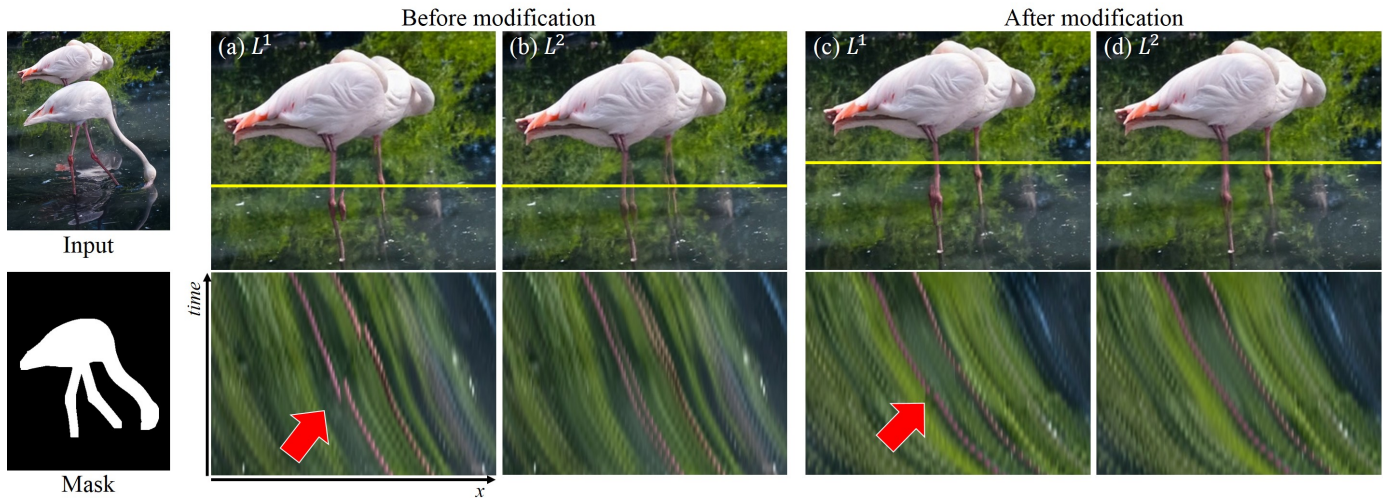 Before modification
After modification
(a) L¹
(b) L²
(c) L¹
(d) L²
Input
time
Mask
x